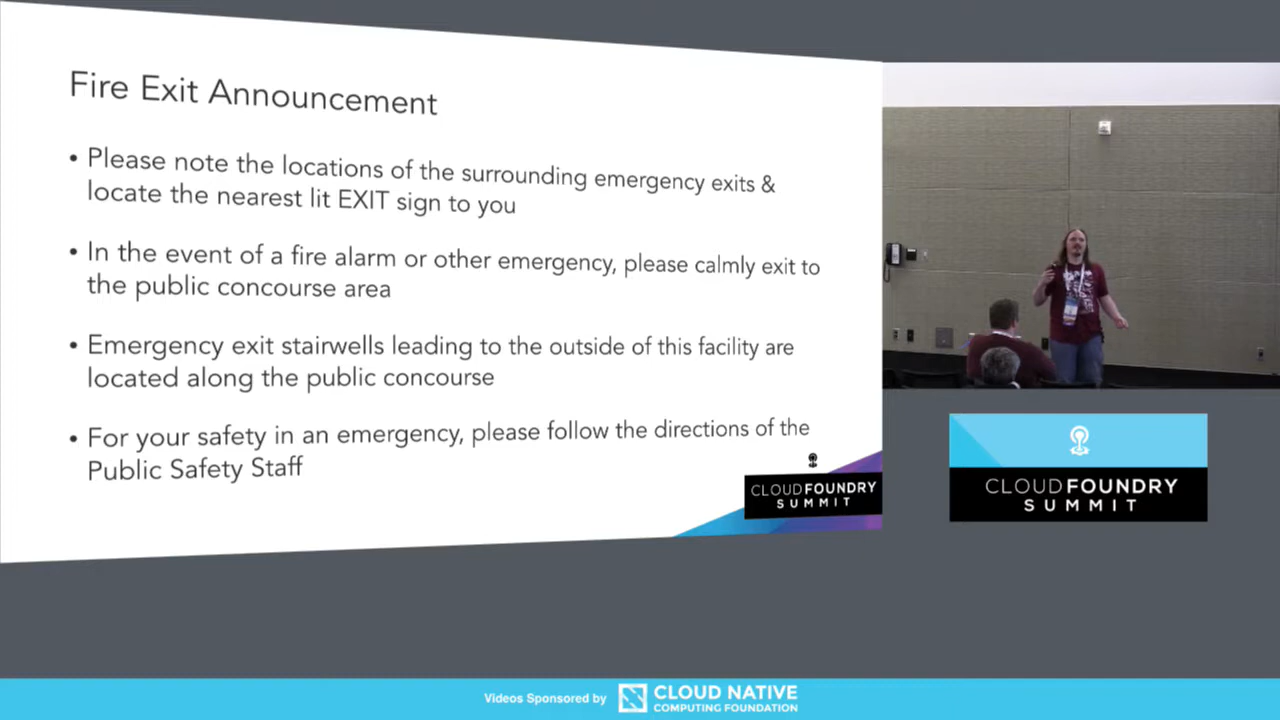 Fire Exit Announcement
• Please note the locations of the surrounding emergency exits &
locate the nearest lit EXIT sign to you
• In the event of a fire alarm or other emergency, please calmly exit to
the public concourse area
• Emergency exit stairwells leading to the outside of this facility are
located along the public concourse
• For your safety in an emergency, please follow the directions of the
Public Safety Staff
CLOUDFOUNDRY
SUMMIT
CLOUDFOUNDRY
SUMMIT
Videos Sponsored by
CLOUD NATIVE
COMPUTING FOUNDATION